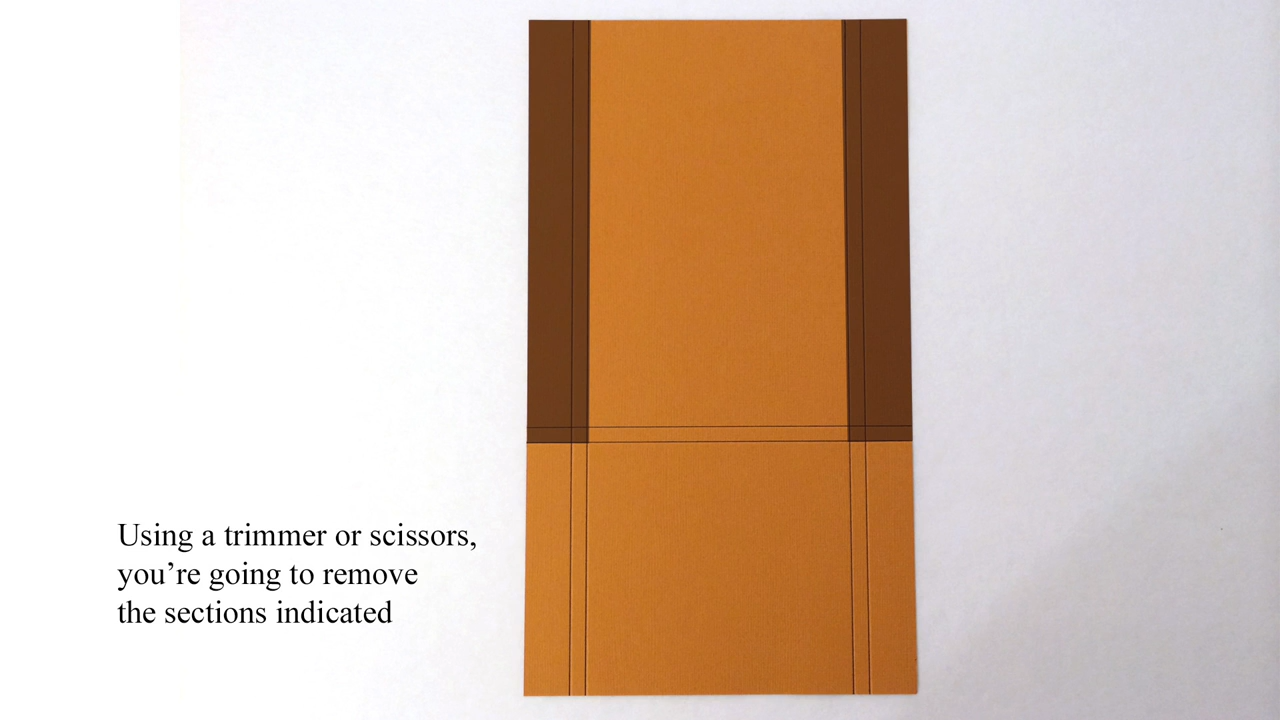 Using a trimmer or scissors,
you’re going to remove
the sections indicated